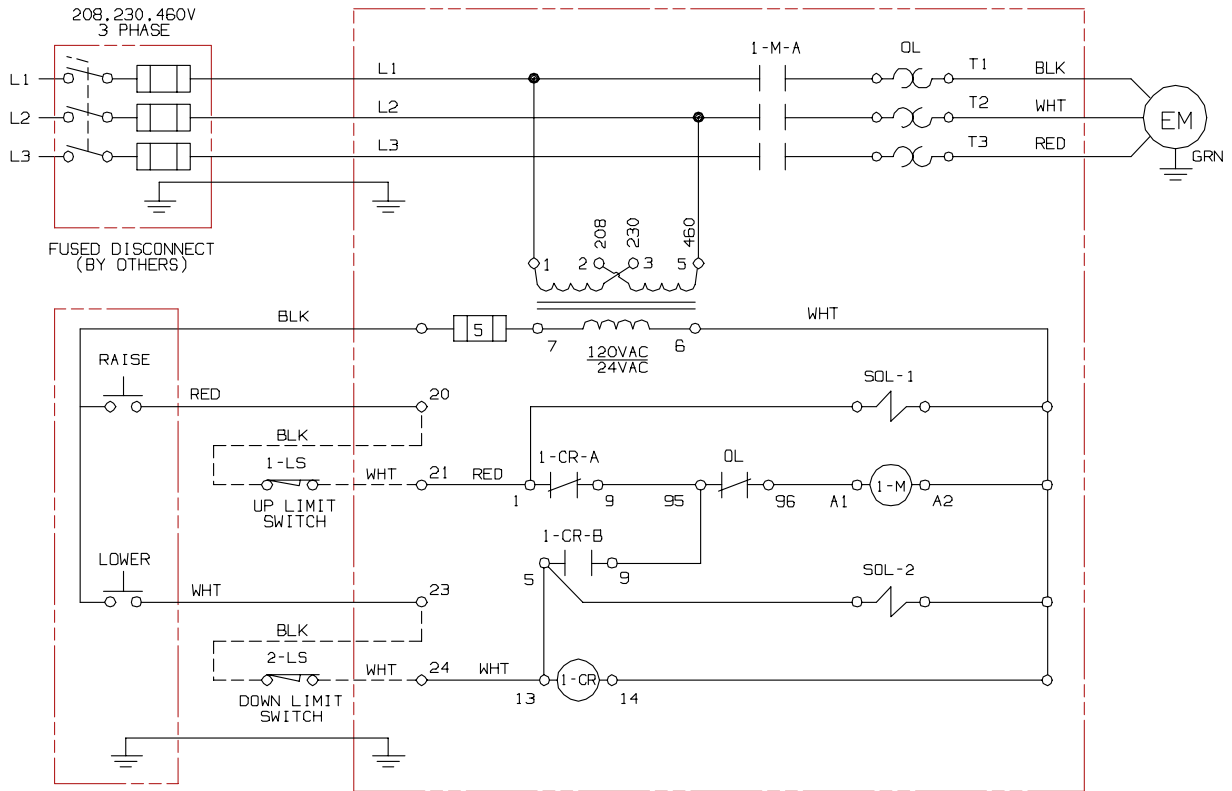 208.230.460V
3 PHASE
1-M-A
OL
L1
L1
T1
BLK
L2
L2
T2
WHT
EM
L3
L3
T3
RED
GRN
FUSED DISCONNECT
(BY OTHERS)
208
230
460
1
2
3
5
BLK
5
WHT
7
6
120VAC
24VAC
RAISE
SOL-1
RED
20
BLK
1-LS
WHT
21
RED
1-CR-A
OL
UP LIMIT
SWITCH
1
9
95
96
A1
1-M
A2
1-CR-B
LOWER
5
9
SOL-2
WHT
23
BLK
2-LS
WHT
24
WHT
1-CR
DOWN LIMIT
SWITCH
13
14